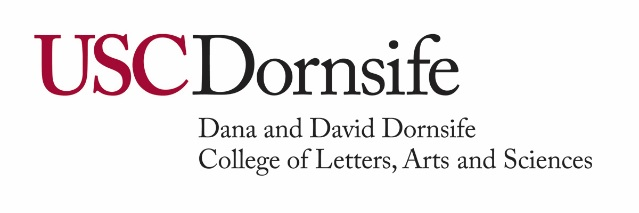 USCDornsife
Dana and David Dornsife
College of Letters, Arts and Sciences